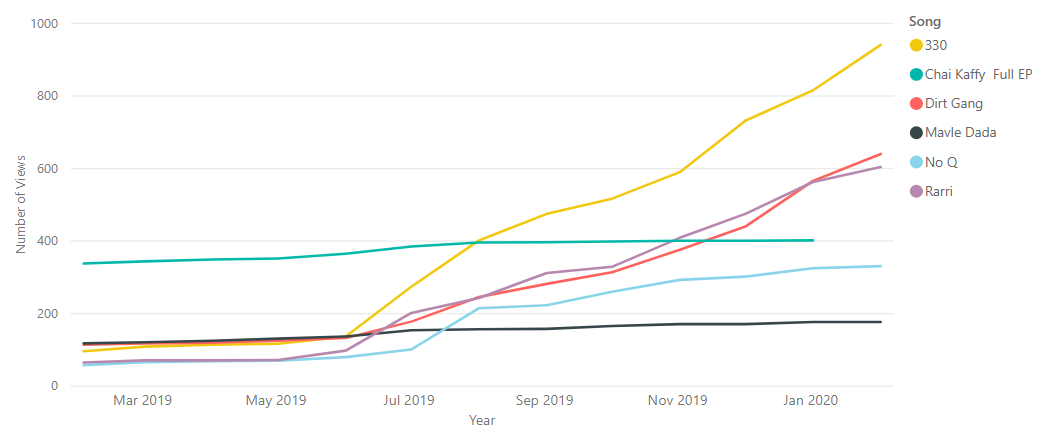 1000
800
600
400
200
0
Number of Views
Mar 2019
May 2019
Jul 2019
Sep 2019
Nov 2019
Jan 2020
Year
Song
330
Chai Kaffy  Full EP
Dirt Gang
Mavle Dada
No Q
Rarri